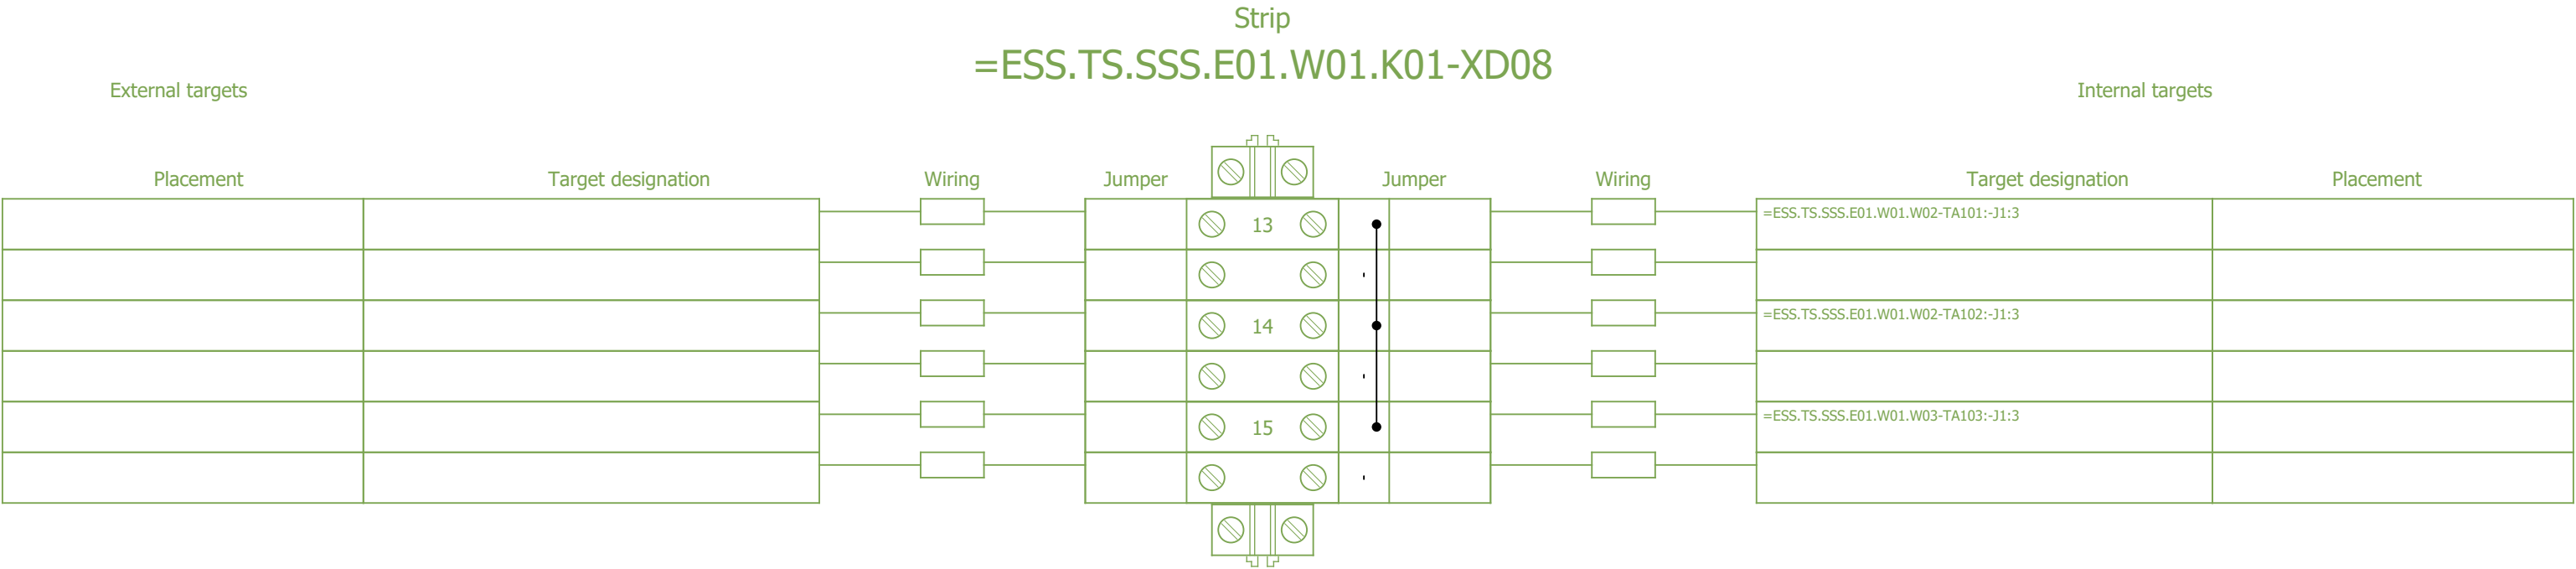 Strip
=ESS.TS.SSS.E01.W01.K01-XD08
External targets
Internal targets
Placement
Target designation
Wiring
Jumper
Jumper
Wiring
Target designation
Placement
13
=ESS.TS.SSS.E01.W01.W02-TA101:-J1:3
14
=ESS.TS.SSS.E01.W01.W02-TA102:-J1:3
15
=ESS.TS.SSS.E01.W01.W03-TA103:-J1:3